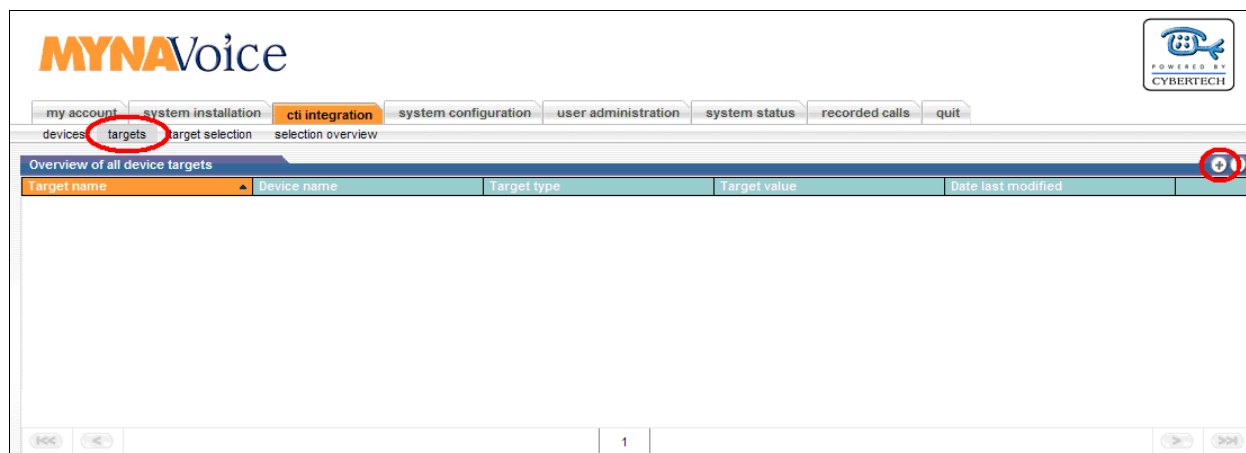 MYNAVoice
POWERED BY
CYBERTECH
my account system installation cti integration system configuration user administration system status recorded calls quit
devices targets target selection selection overview
Overview of all device targets
Target name Device name Target type Target value Date last modified
1